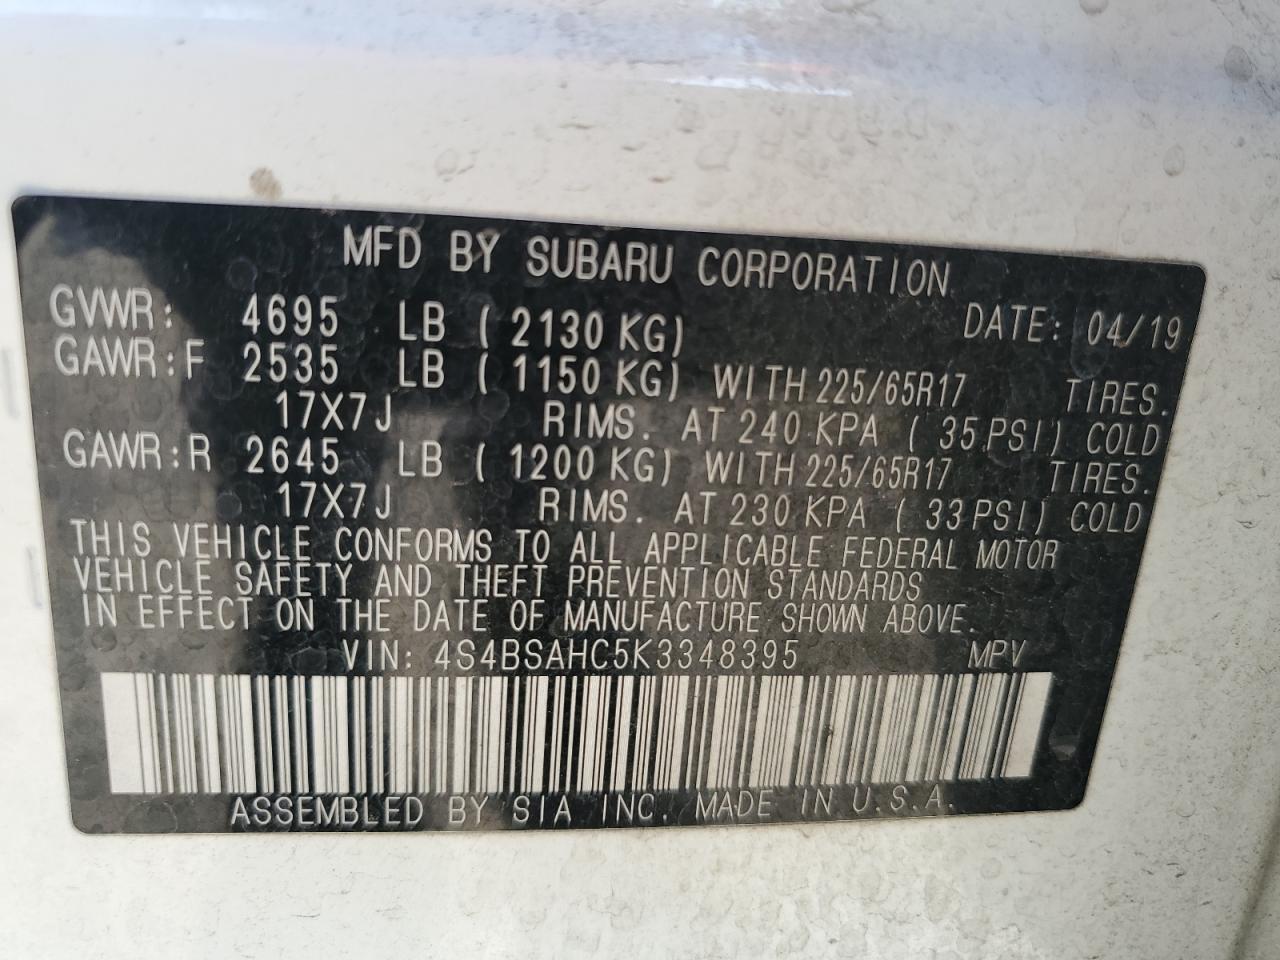 MFD BY SUBARU CORPORATION
GVWR: 4695 LB ( 2130 KG) DATE: 04/19
GAWR:F 2535 LB ( 1150 KG) WITH 225/65R17 TIRES.
17X7J RIMS. AT 240 KPA ( 35 PSI) COLD
GAWR:R 2645 LB ( 1200 KG) WITH 225/65R17 TIRES.
17X7J RIMS. AT 230 KPA ( 33 PSI) COLD
THIS VEHICLE CONFORMS TO ALL APPLICABLE FEDERAL MOTOR
VEHICLE SAFETY AND THEFT PREVENTION STANDARDS
IN EFFECT ON THE DATE OF MANUFACTURE SHOWN ABOVE.
VIN: 4S4BSAHC5K3348395 MPV
ASSEMBLED BY SIA INC. MADE IN U.S.A.